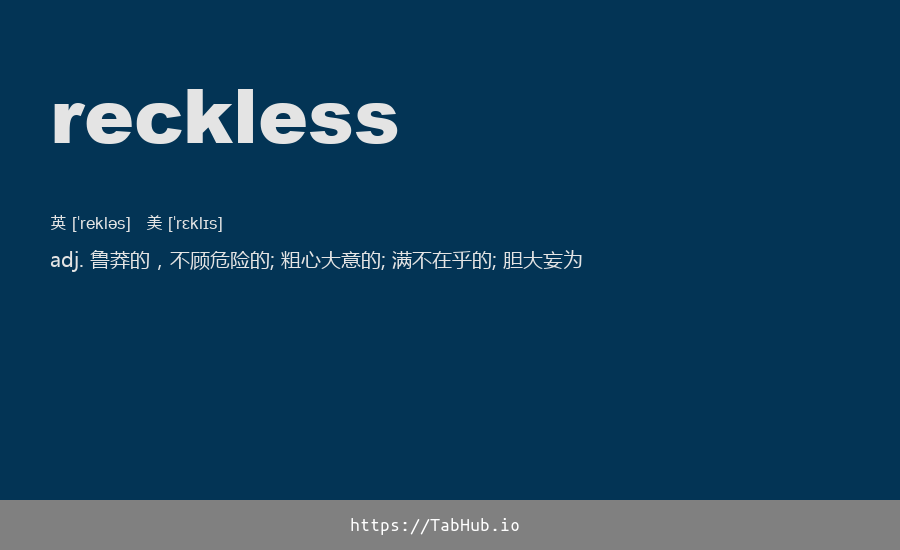 reckless
英 [ˈrekləs] 美 [ˈrɛklɪs]
adj. 鲁莽的，不顾危险的; 粗心大意的; 满不在乎的; 胆大妄为
https://TabHub.io